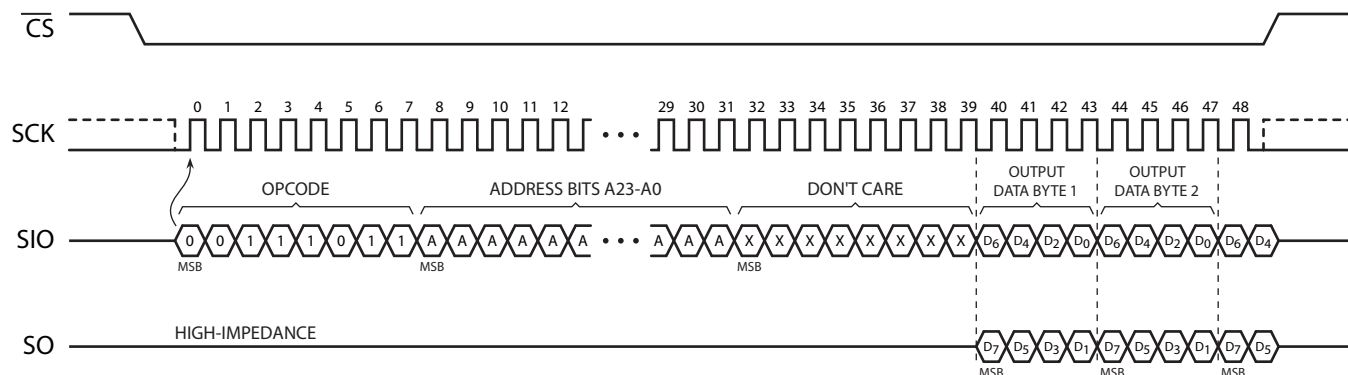 CS
0 1 2 3 4 5 6 7 8 9 10 11 12 29 30 31 32 33 34 35 36 37 38 39 40 41 42 43 44 45 46 47 48
SCK
OPCODE ADDRESS BITS A23-A0 DON'T CARE OUTPUT DATA BYTE 1 OUTPUT DATA BYTE 2
SIO 0 0 1 1 1 0 1 1 A A A A A A A A A X X X X X X X X D6 D4 D2 D0 D6 D4 D2 D0 D6 D4
MSB MSB MSB
HIGH-IMPEDANCE
SO D7 D5 D3 D1 D7 D5 D3 D1 D7 D5
MSB MSB MSB